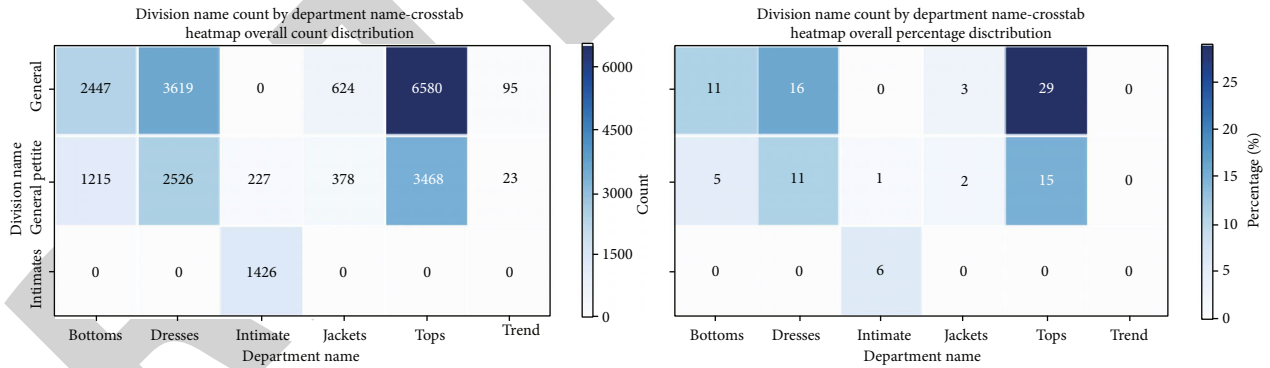 Division name count by department name-crosstab
heatmap overall count disctribution
Division name
General
General pettite
Intimates
2447 3619 0 624 6580 95
1215 2526 227 378 3468 23
0 0 1426 0 0 0
Bottoms Dresses Intimate Jackets Tops Trend
Department name
6000
4500
3000
1500
0
Count
Division name count by department name-crosstab
heatmap overall percentage disctribution
11 16 0 3 29 0
5 11 1 2 15 0
0 0 6 0 0 0
Bottoms Dresses Intimate Jackets Tops Trend
Department name
25
20
15
10
5
0
Percentage (%)